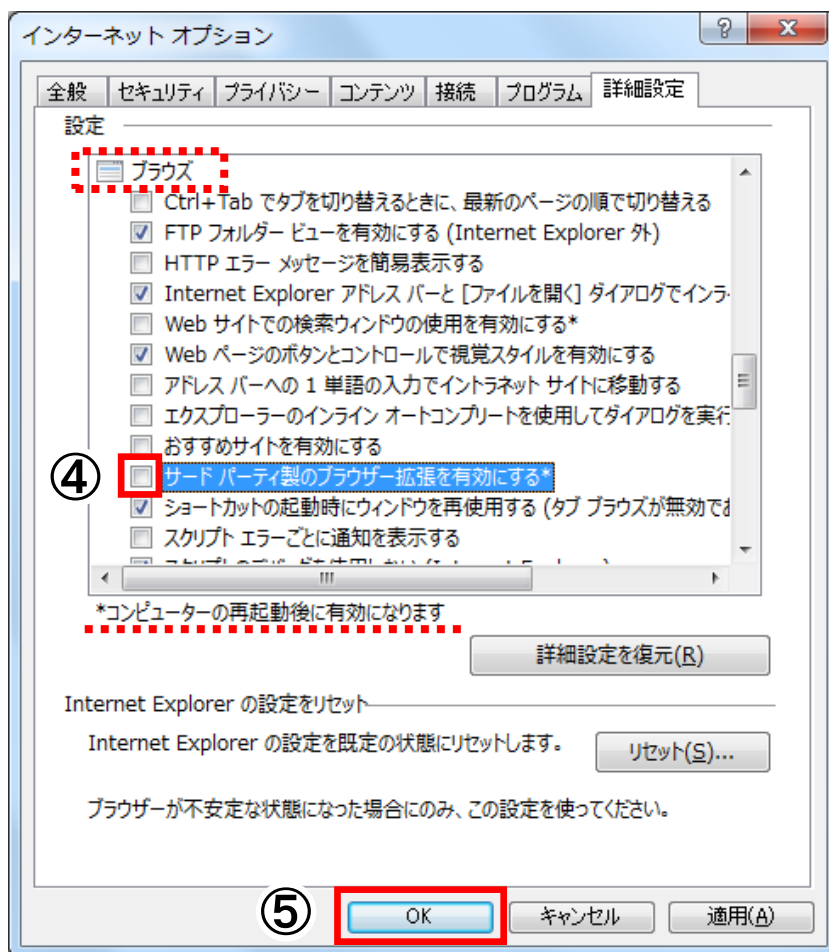 インターネット オプション
全般 セキュリティ プライバシー コンテンツ 接続 プログラム 詳細設定
設定
ブラウズ
Ctrl+Tab でタブを切り替えるときに、最新のページの順で切り替える
FTP フォルダー ビューを有効にする (Internet Explorer 外)
HTTP エラー メッセージを簡易表示する
Internet Explorer アドレス バーと [ファイルを開く] ダイアログでインラ
Web サイトでの検索ウィンドウの使用を有効にする*
Web ページのボタンとコントロールで視覚スタイルを有効にする
アドレス バーへの 1 単語の入力でイントラネット サイトに移動する
エクスプローラーのインライン オートコンプリートを使用してダイアログを実行
おすすめサイトを有効にする
④ サード パーティ製のブラウザー拡張を有効にする*
ショートカットの起動時にウィンドウを再使用する (タブ ブラウズが無効であ
スクリプト エラーごとに通知を表示する
*コンピューターの再起動後に有効になります
詳細設定を復元(R)
Internet Explorer の設定をリセット
Internet Explorer の設定を既定の状態にリセットします。
リセット(S)...
ブラウザーが不安定な状態になった場合にのみ、この設定を使ってください。
⑤ OK キャンセル 適用(A)